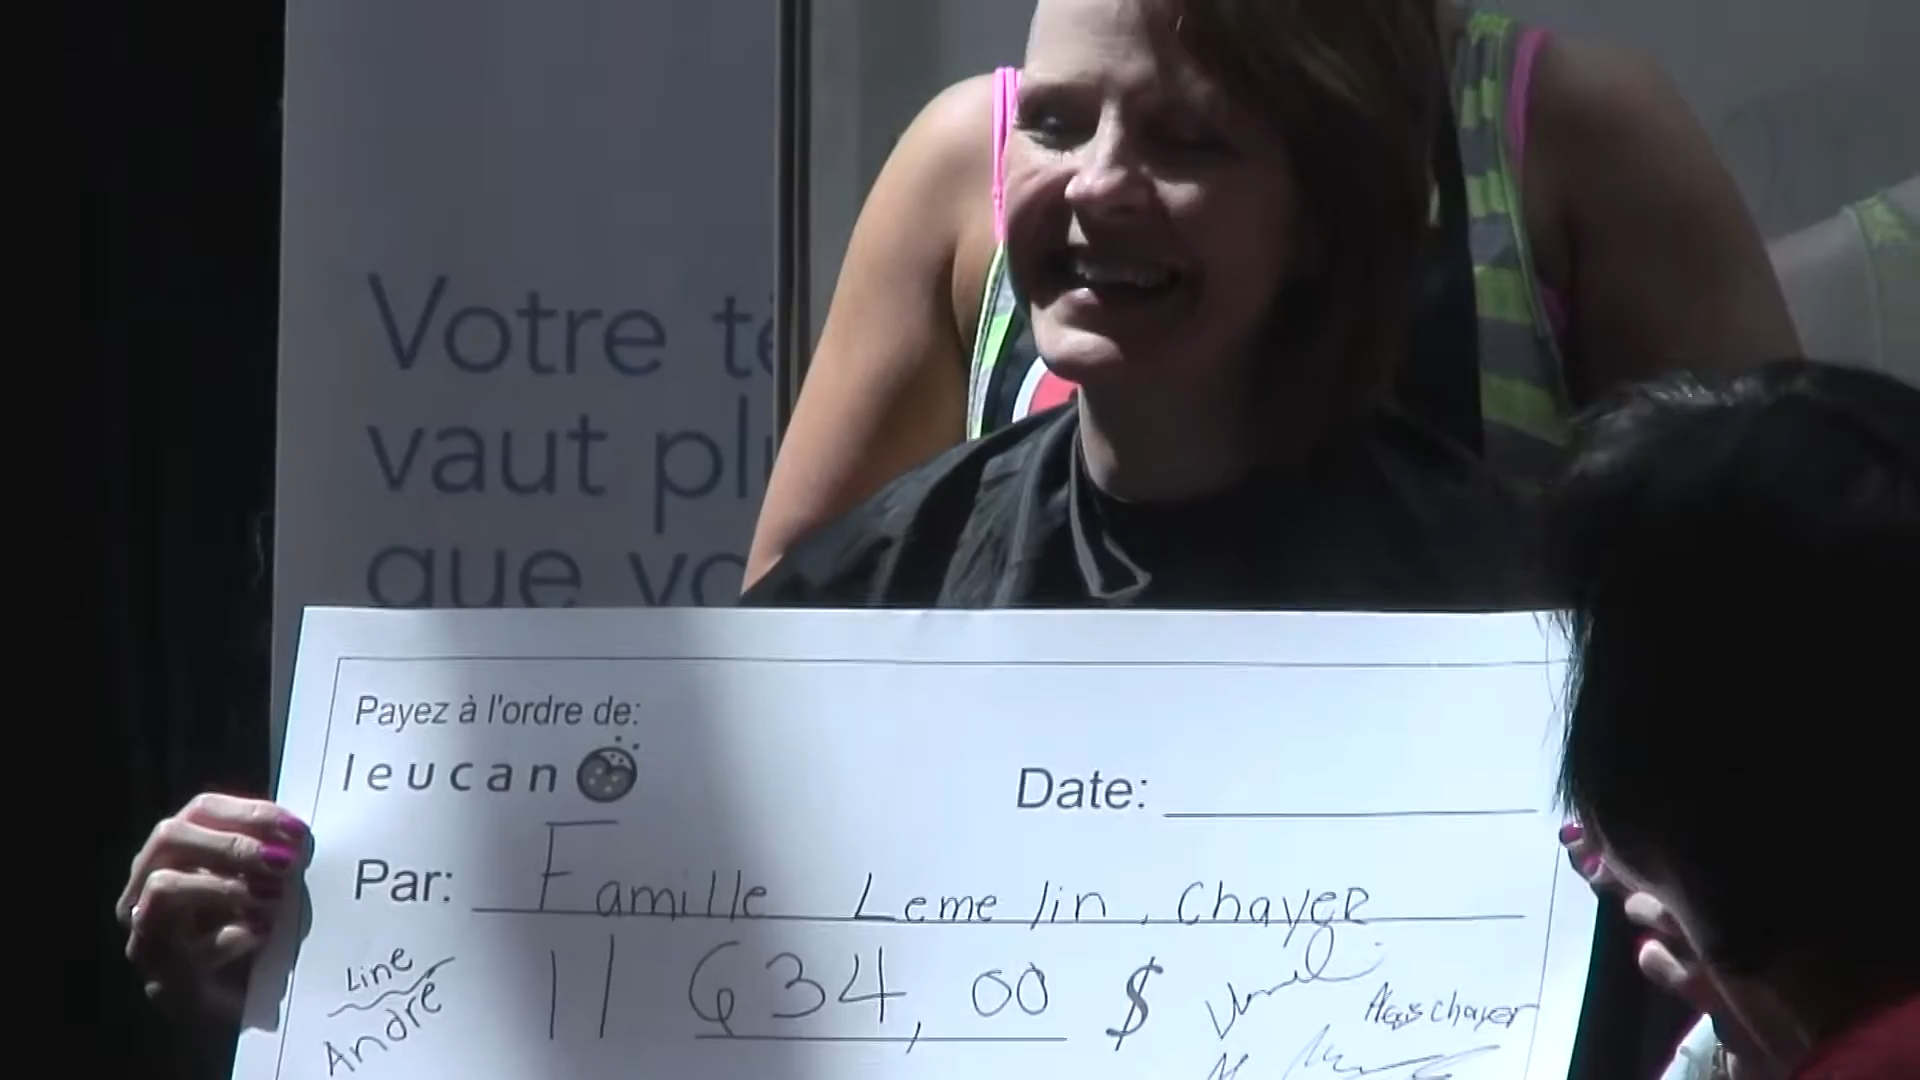 Votre tê
vaut pl
que vo
Payez à l'ordre de:
leucan
Date:
Par: Famille Lemelin, Chayer
Line
André
11 634,00 $
Alexis chayer